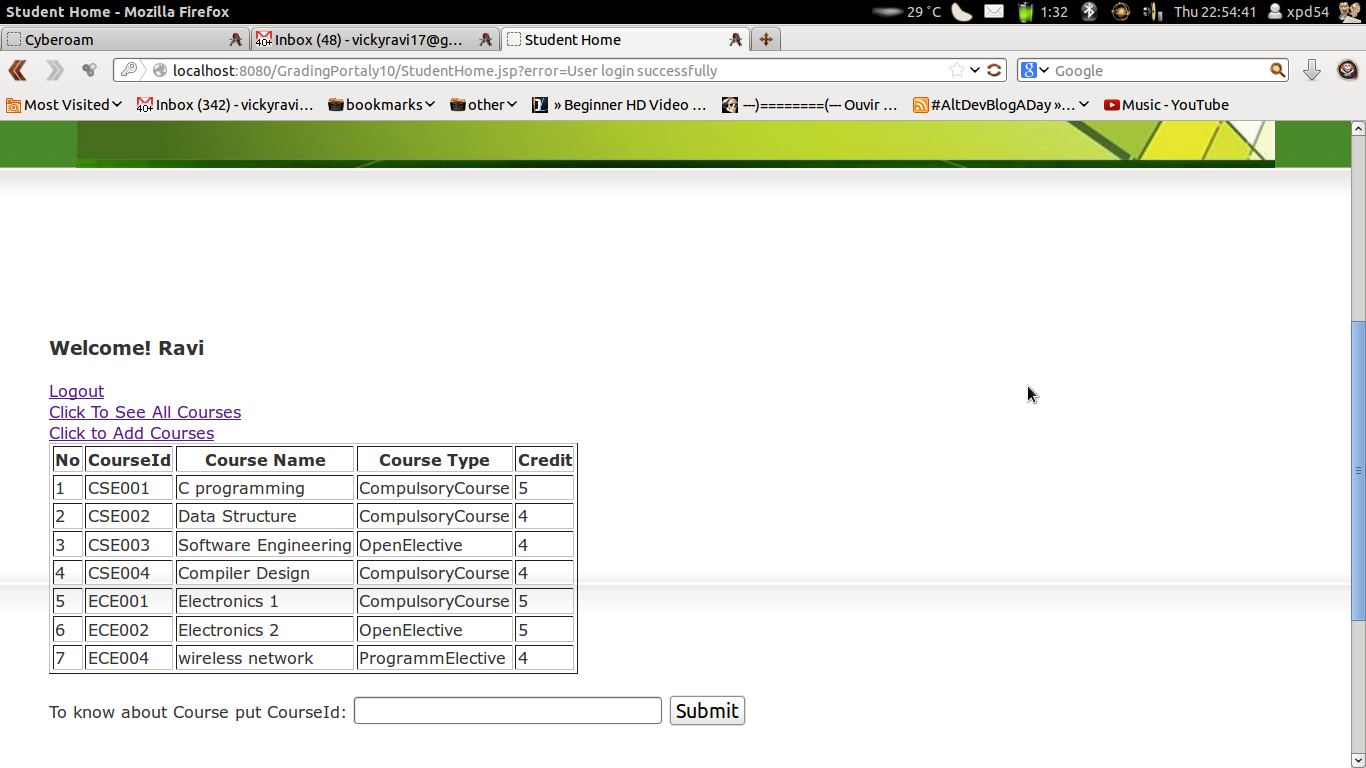 Student Home - Mozilla Firefox 29 °C 1:32 Thu 22:54:41 xpd54
Cyberoam Inbox (48) - vickyravi17@g... Student Home
localhost:8080/GradingPortaly10/StudentHome.jsp?error=User login successfully Google
Most Visited Inbox (342) - vickyravi... bookmarks other » Beginner HD Video ... ---)========(--- Ouvir ... #AltDevBlogADay »... Music - YouTube
Welcome! Ravi
Logout
Click To See All Courses
Click to Add Courses
No CourseId Course Name Course Type Credit
1 CSE001 C programming CompulsoryCourse 5
2 CSE002 Data Structure CompulsoryCourse 4
3 CSE003 Software Engineering OpenElective 4
4 CSE004 Compiler Design CompulsoryCourse 4
5 ECE001 Electronics 1 CompulsoryCourse 5
6 ECE002 Electronics 2 OpenElective 5
7 ECE004 wireless network ProgrammElective 4
To know about Course put CourseId: Submit